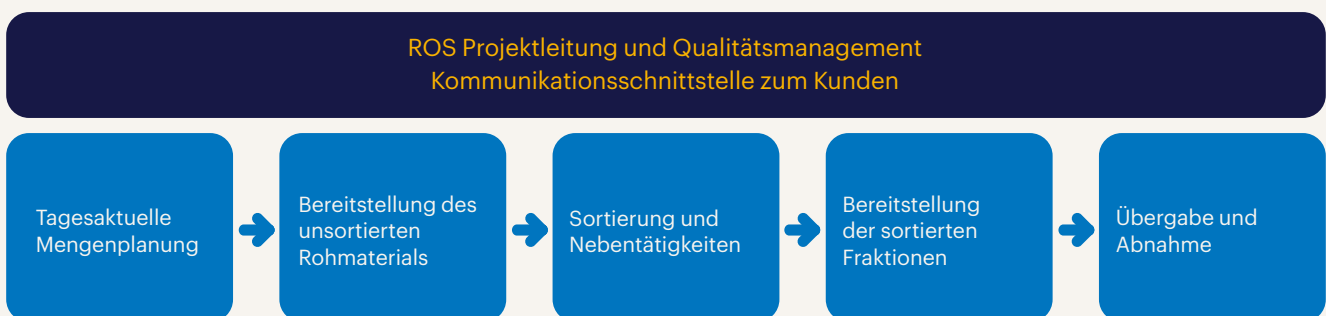 ROS Projektleitung und Qualitätsmanagement
Kommunikationsschnittstelle zum Kunden
Tagesaktuelle
Mengenplanung
Bereitstellung des
unsortierten
Rohmaterials
Sortierung und
Nebentätigkeiten
Bereitstellung
der sortierten
Fraktionen
Übergabe und
Abnahme